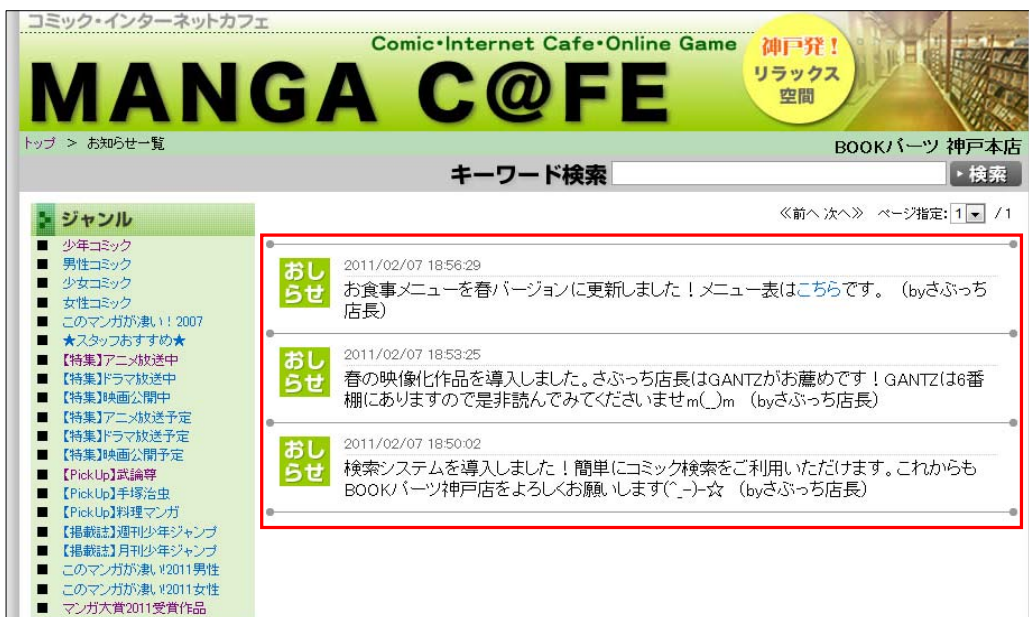 コミック・インターネットカフェ
Comic・Internet Cafe・Online Game
MANGA C@FE
神戸発！
リラックス
空間
トップ > お知らせ一覧
BOOKパーツ 神戸本店
キーワード検索
検索
≪前へ 次へ≫ ページ指定: 1 / 1
ジャンル
少年コミック
男性コミック
少女コミック
女性コミック
このマンガが凄い！2007
★スタッフおすすめ★
【特集】アニメ放送中
【特集】ドラマ放送中
【特集】映画公開中
【特集】アニメ放送予定
【特集】ドラマ放送予定
【特集】映画公開予定
【PickUp】武論尊
【PickUp】手塚治虫
【PickUp】料理マンガ
【掲載誌】週刊少年ジャンプ
【掲載誌】月刊少年ジャンプ
このマンガが凄い!2011男性
このマンガが凄い!2011女性
マンガ大賞2011受賞作品
おし
らせ
2011/02/07 18:56:29
お食事メニューを春バージョンに更新しました！メニュー表はこちらです。 （byさぶっち
店長）
おし
らせ
2011/02/07 18:53:25
春の映像化作品を導入しました。さぶっち店長はGANTZがお薦めです！GANTZは6番
棚にありますので是非読んでみてくださいませm(_)m （byさぶっち店長）
おし
らせ
2011/02/07 18:50:02
検索システムを導入しました！簡単にコミック検索をご利用いただけます。これからも
BOOKパーツ神戸店をよろしくお願いします(^_-)-☆ （byさぶっち店長）